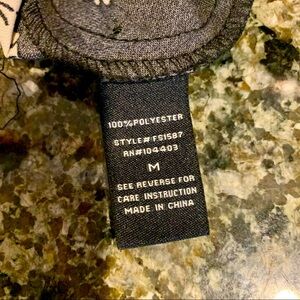 100%POLYESTER
STYLE# FS1587
RN#104403
M
SEE REVERSE FOR
CARE INSTRUCTION
MADE IN CHINA